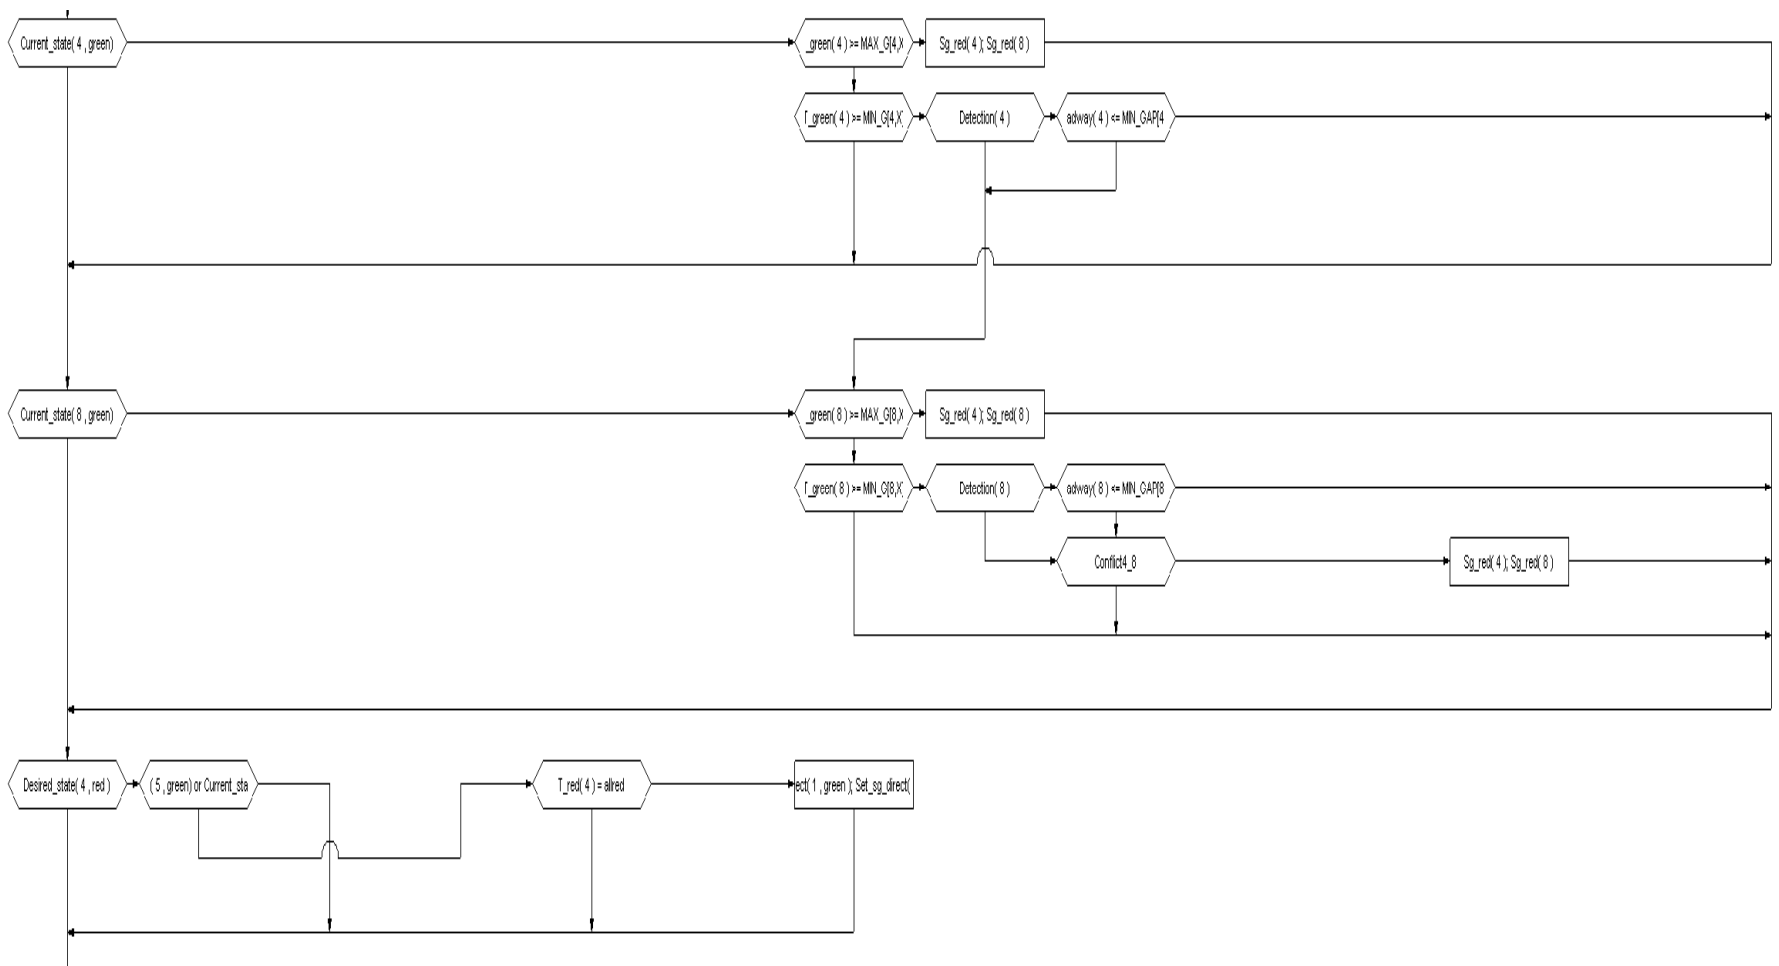 Current_state( 4 , green)
_green( 4 ) >= MAX_G[4,X
Sg_red( 4 ); Sg_red( 8 )
T_green( 4 ) >= MIN_G[4,X]
Detection( 4 )
adway( 4 ) <= MIN_GAP[4
Current_state( 8 , green)
_green( 8 ) >= MAX_G[8,X
Sg_red( 4 ); Sg_red( 8 )
T_green( 8 ) >= MIN_G[8,X]
Detection( 8 )
adway( 8 ) <= MIN_GAP[8
Conflict4_8
Sg_red( 4 ); Sg_red( 8 )
Desired_state( 4 , red )
( 5 , green) or Current_sta
T_red( 4 ) = allred
ect( 1 , green ); Set_sg_direct(